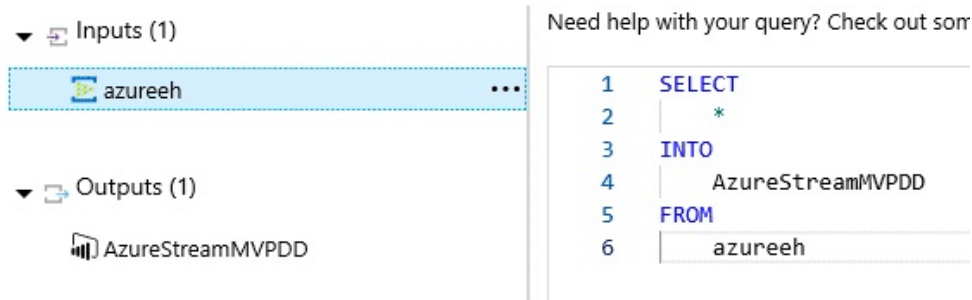 Inputs (1)
azureeh
Outputs (1)
AzureStreamMVPDD
Need help with your query? Check out som
1 SELECT
2 *
3 INTO
4 AzureStreamMVPDD
5 FROM
6 azureeh